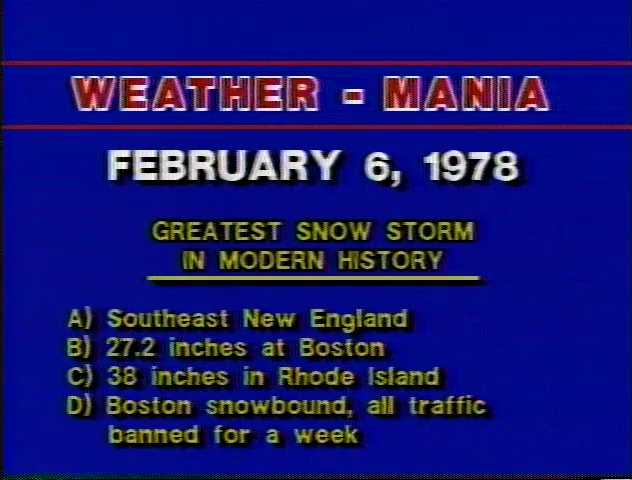 WEATHER - MANIA
FEBRUARY 6, 1978
GREATEST SNOW STORM
IN MODERN HISTORY
A) Southeast New England
B) 27.2 inches at Boston
C) 38 inches in Rhode Island
D) Boston snowbound, all traffic
banned for a week